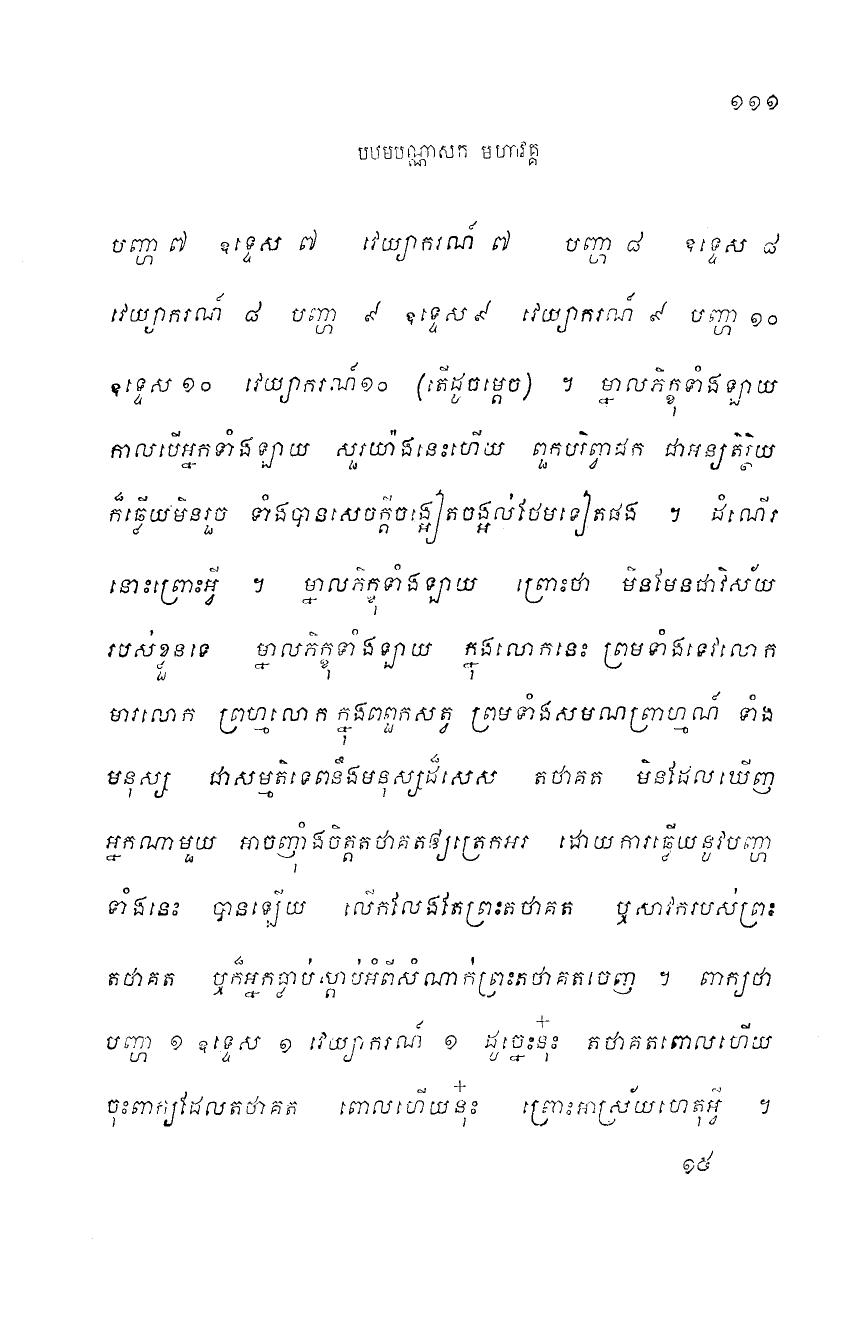 ១១១
បឋមបណ្ណាសក មហាវគ្គ
បញ្ហា ៧ ឧទ្ទេស ៧ វេយ្យាករណ៍ ៧ បញ្ហា ៨ ឧទ្ទេស ៨
វេយ្យាករណ៍ ៨ បញ្ហា ៩ ឧទ្ទេស ៩ វេយ្យាករណ៍ ៩ បញ្ហា ១០
ឧទ្ទេស ១០ វេយ្យាករណ៍១០ (តើដូចម្តេច) ។ ម្នាលភិក្ខុទាំងឡាយ
កាលបើអ្នកទាំងឡាយ សួរយ៉ាងនេះហើយ ពួកបរិព្វាជក ជាអន្យតិរ្ថិយ
ក៏ធ្វើយមិនរួច ទាំងបានសេចក្តីចង្អៀតចង្អល់ថែមទៀតផង ។ ដំណើរ
នោះព្រោះអ្វី ។ ម្នាលភិក្ខុទាំងឡាយ ព្រោះថា មិនមែនជាវិស័យ
របស់ខ្លួនទេ ម្នាលភិក្ខុទាំងឡាយ ក្នុងលោកនេះ ព្រមទាំងទេវលោក
មារលោក ព្រហ្មលោក ក្នុងពពួកសត្វ ព្រមទាំងសមណព្រាហ្មណ៍ ទាំង
មនុស្ស ជាសម្មតិទេពនឹងមនុស្សដ៏សេស តថាគត មិនដែលឃើញ
អ្នកណាមួយ អាចញ៉ាំងចិត្តតថាគតឲ្យត្រេកអរ ដោយការធ្វើយនូវបញ្ហា
ទាំងនេះ បានឡើយ លើកលែងតែព្រះតថាគត ឬសាវករបស់ព្រះ
តថាគត ឬក៏អ្នកធ្លាប់ស្តាប់អំពីសំណាក់ព្រះតថាគតចេញ ។ ពាក្យថា
បញ្ហា ១ ឧទ្ទេស ១ វេយ្យាករណ៍ ១ ដូច្នេះនុ៎ះ តថាគតពោលហើយ
ចុះពាក្យដែលតថាគត ពោលហើយនុ៎ះ ព្រោះអាស្រ័យហេតុអ្វី ។
១៥